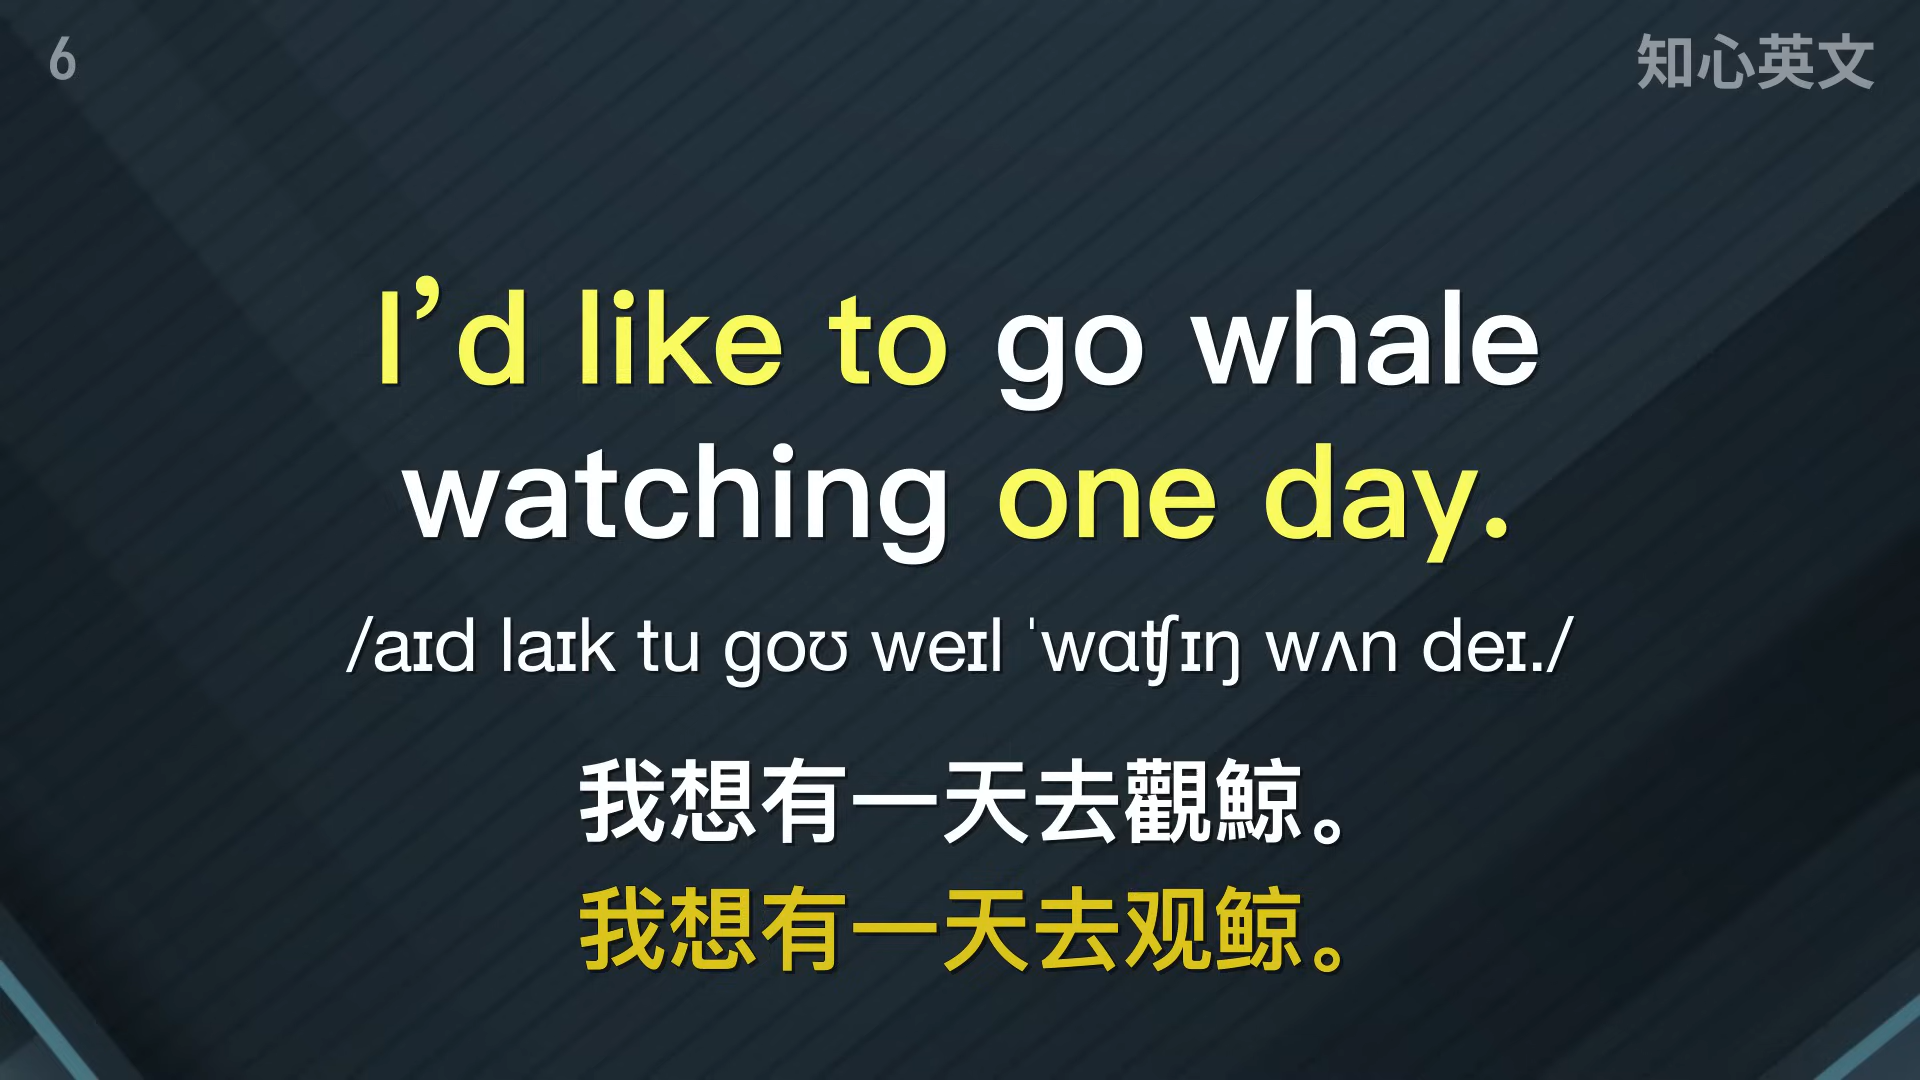 6
知心英文
I’d like to go whale
watching one day.
/aɪd laɪk tu goʊ weɪl ˈwɑʧɪŋ wʌn deɪ./
我想有一天去觀鯨。
我想有一天去观鲸。